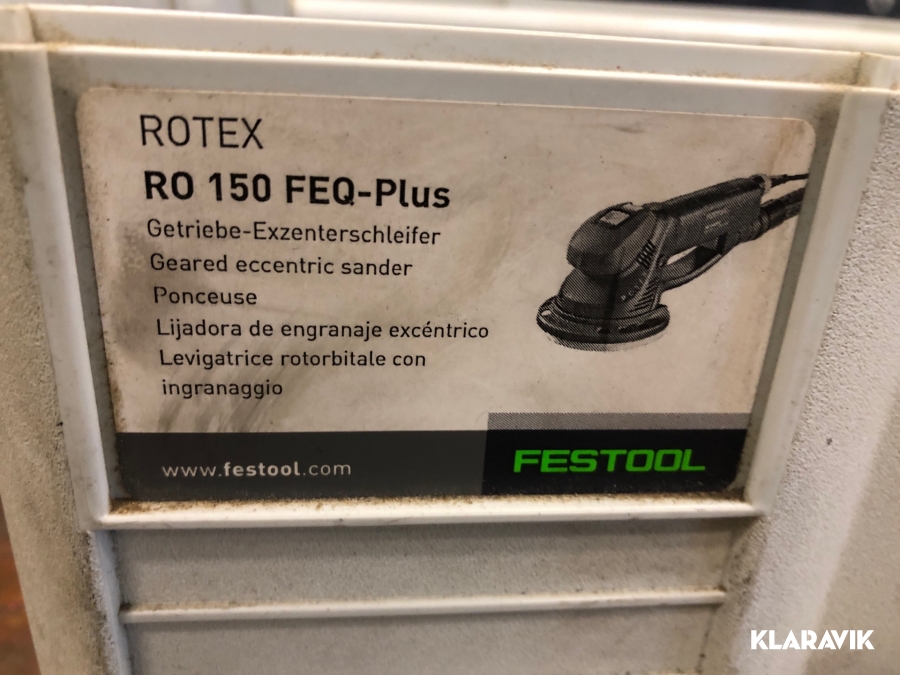 ROTEX
RO 150 FEQ-Plus
Getriebe-Exzenterschleifer
Geared eccentric sander
Ponceuse
Lijadora de engranaje excéntrico
Levigatrice rotorbitale con
ingranaggio
www.festool.com
FESTOOL
KLARAVIK